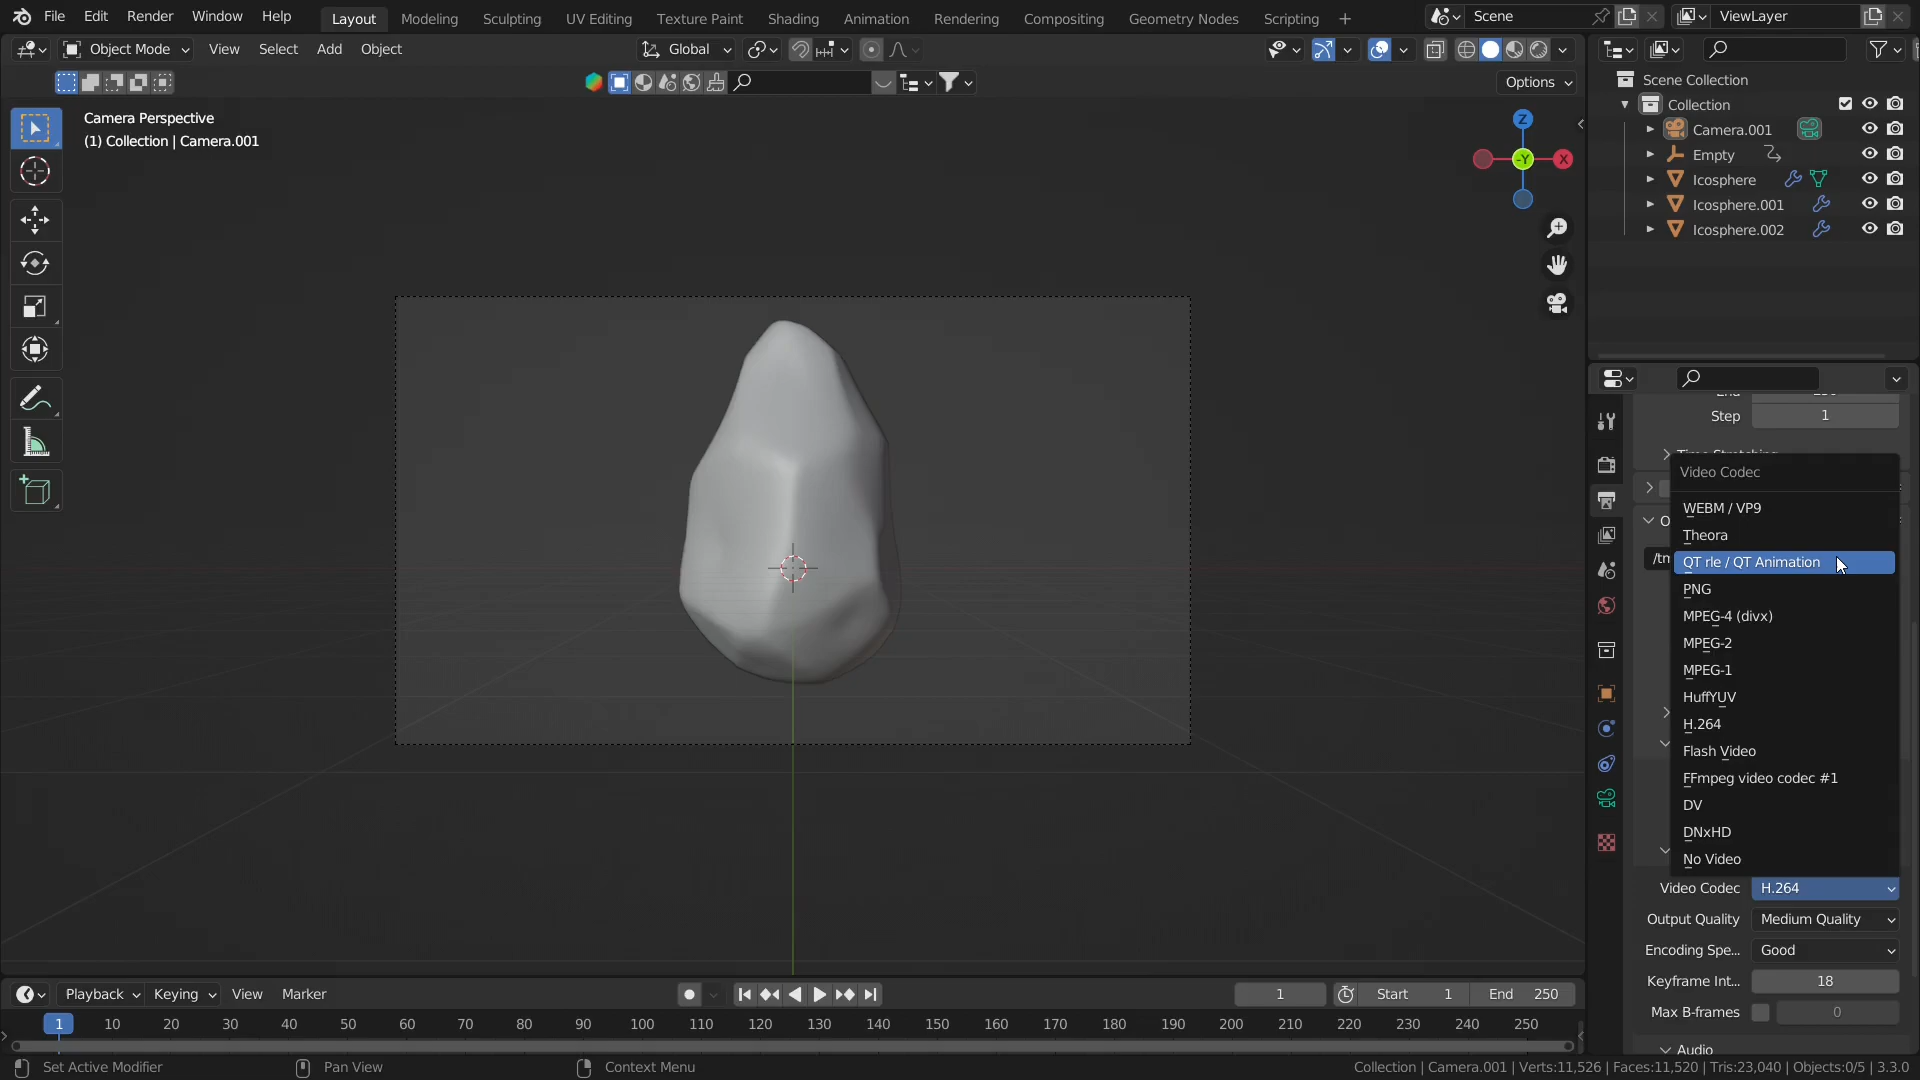 File Edit Render Window Help Layout Modeling Sculpting UV Editing Texture Paint Shading Animation Rendering Compositing Geometry Nodes Scripting + Scene ViewLayer
Object Mode View Select Add Object Global
Options
Camera Perspective
(1) Collection | Camera.001
Z
-Y X
Scene Collection
Collection
Camera.001
Empty
Icosphere
Icosphere.001
Icosphere.002
Step 1
Video Codec
WEBM / VP9
Theora
/tm
QT rle / QT Animation
PNG
MPEG-4 (divx)
MPEG-2
MPEG-1
HuffYUV
H.264
Flash Video
FFmpeg video codec #1
DV
DNxHD
No Video
Video Codec H.264
Output Quality Medium Quality
Encoding Spe... Good
Keyframe Int... 18
Max B-frames 0
Audio
Playback Keying View Marker 1 Start 1 End 250
1 10 20 30 40 50 60 70 80 90 100 110 120 130 140 150 160 170 180 190 200 210 220 230 240 250
Set Active Modifier Pan View Context Menu Collection | Camera.001 | Verts:11,526 | Faces:11,520 | Tris:23,040 | Objects:0/5 | 3.3.0